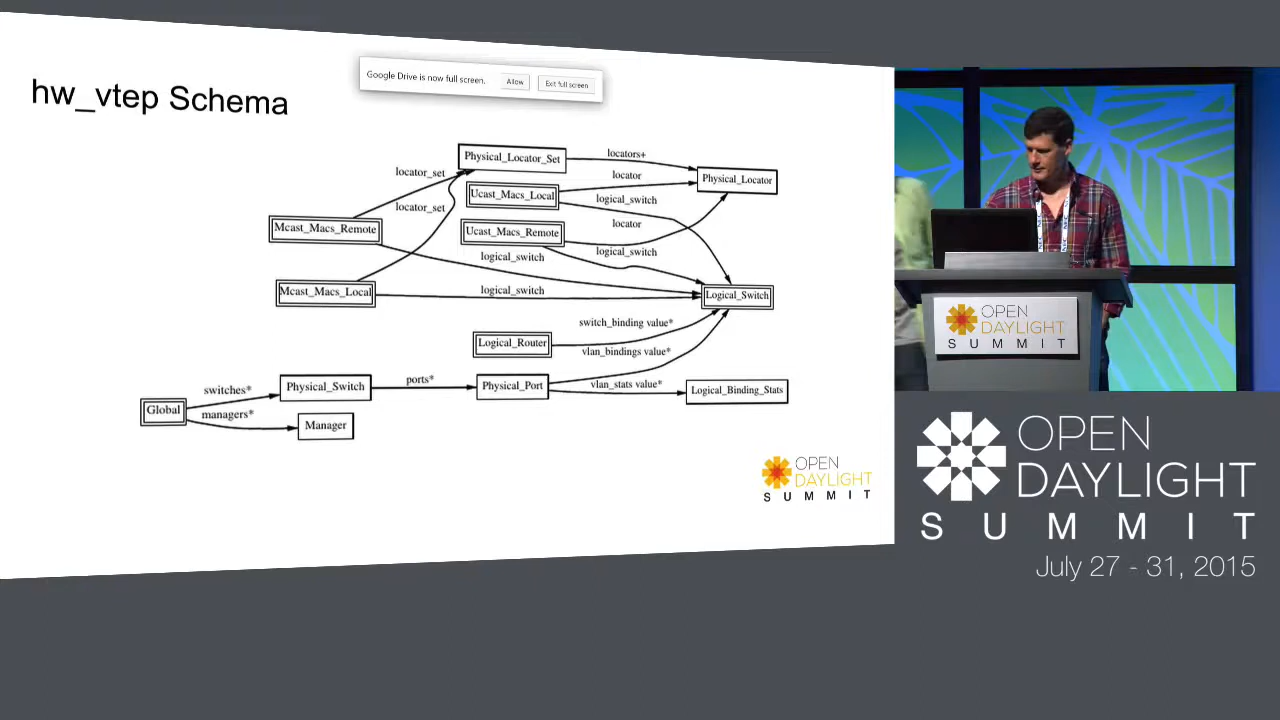 Google Drive is now full screen. Allow Exit full screen
hw_vtep Schema
Physical_Locator_Set
locators+
Physical_Locator
locator_set
locator
Ucast_Macs_Local
logical_switch
locator_set
Mcast_Macs_Remote
Ucast_Macs_Remote
locator
logical_switch
logical_switch
Mcast_Macs_Local
logical_switch
Logical_Switch
switch_binding value*
Logical_Router
vlan_bindings value*
switches*
Physical_Switch
ports*
Physical_Port
vlan_stats value*
Logical_Binding_Stats
Global
managers*
Manager
OPEN
DAYLIGHT
SUMMIT
OPEN
DAYLIGHT
SUMMIT
OPEN
DAYLIGHT
SUMMIT
July 27 - 31, 2015